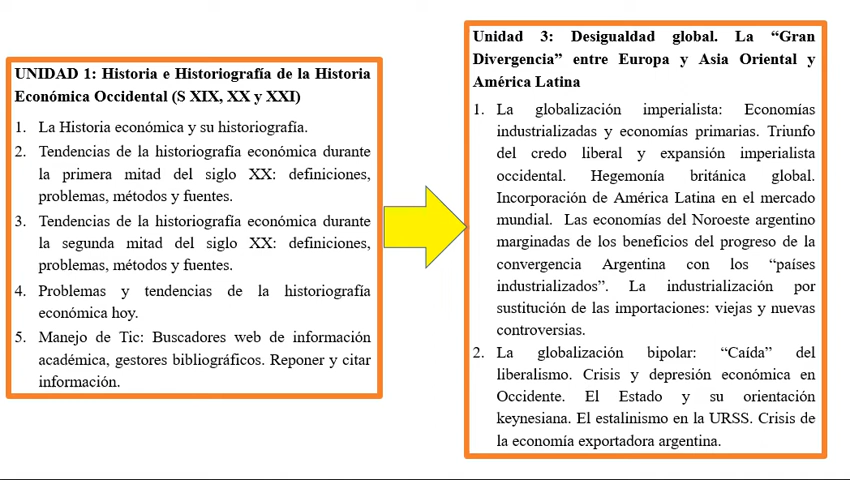 UNIDAD 1: Historia e Historiografía de la Historia
Económica Occidental (S XIX, XX y XXI)
1. La Historia económica y su historiografía.
2. Tendencias de la historiografía económica durante
la primera mitad del siglo XX: definiciones,
problemas, métodos y fuentes.
3. Tendencias de la historiografía económica durante
la segunda mitad del siglo XX: definiciones,
problemas, métodos y fuentes.
4. Problemas y tendencias de la historiografía
económica hoy.
5. Manejo de Tic: Buscadores web de información
académica, gestores bibliográficos. Reponer y citar
información.
Unidad 3: Desigualdad global. La “Gran
Divergencia” entre Europa y Asia Oriental y
América Latina
1. La globalización imperialista: Economías
industrializadas y economías primarias. Triunfo
del credo liberal y expansión imperialista
occidental. Hegemonía británica global.
Incorporación de América Latina en el mercado
mundial. Las economías del Noroeste argentino
marginadas de los beneficios del progreso de la
convergencia Argentina con los “países
industrializados”. La industrialización por
sustitución de las importaciones: viejas y nuevas
controversias.
2. La globalización bipolar: “Caída” del
liberalismo. Crisis y depresión económica en
Occidente. El Estado y su orientación
keynesiana. El estalinismo en la URSS. Crisis de
la economía exportadora argentina.